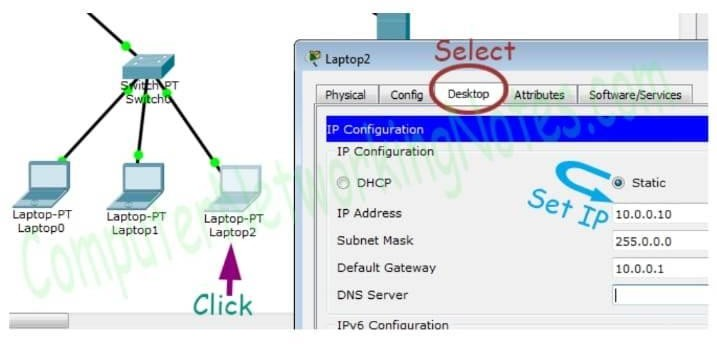 Select
Laptop2
Physical Config Desktop Attributes Software/Services
IP Configuration
IP Configuration
DHCP
Static
Set IP
IP Address 10.0.0.10
Subnet Mask 255.0.0.0
Default Gateway 10.0.0.1
DNS Server
IPv6 Configuration
Switch-PT
Switch0
Laptop-PT
Laptop0
Laptop-PT
Laptop1
Laptop-PT
Laptop2
Click
ComputerNetworkingNotes.com